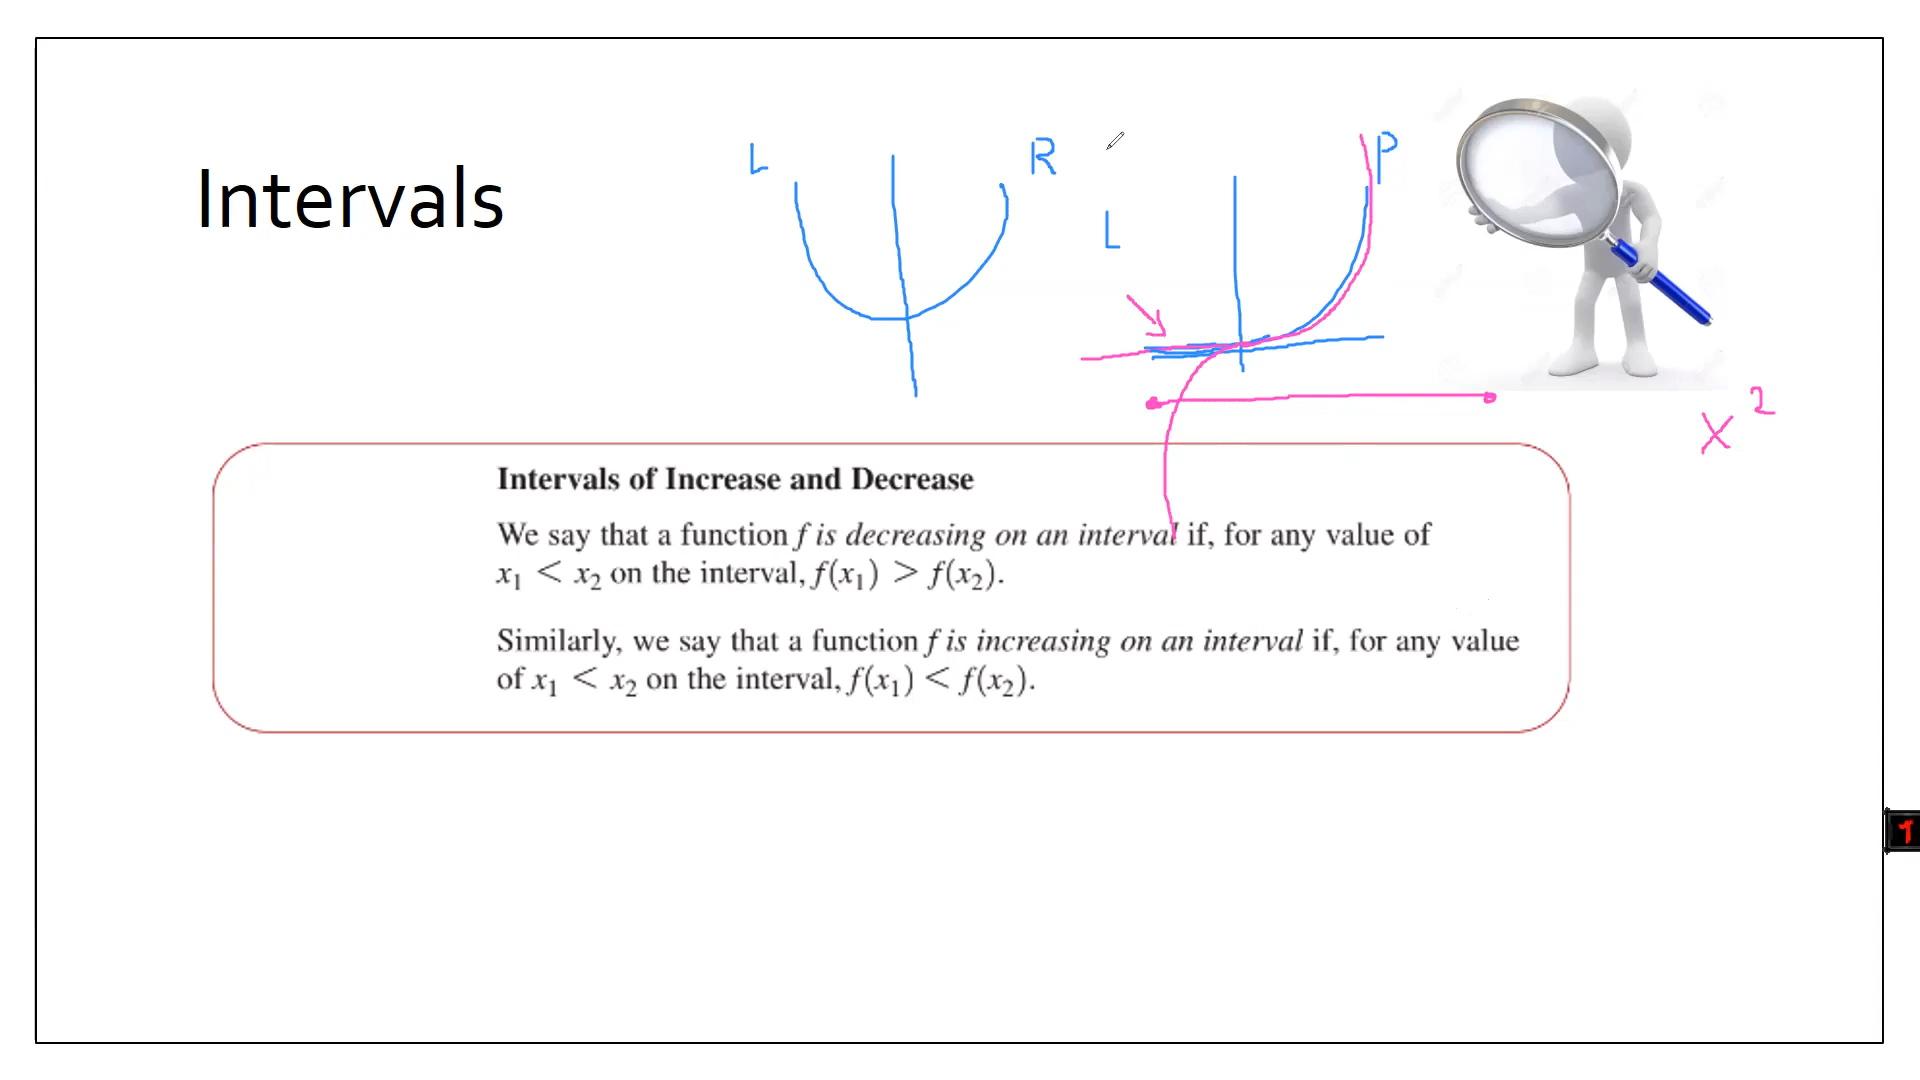 L
R
P
L
Intervals
x 2
Intervals of Increase and Decrease
We say that a function f is decreasing on an interval if, for any value of
x₁ < x₂ on the interval, f(x₁) > f(x₂).
Similarly, we say that a function f is increasing on an interval if, for any value
of x₁ < x₂ on the interval, f(x₁) < f(x₂).
1